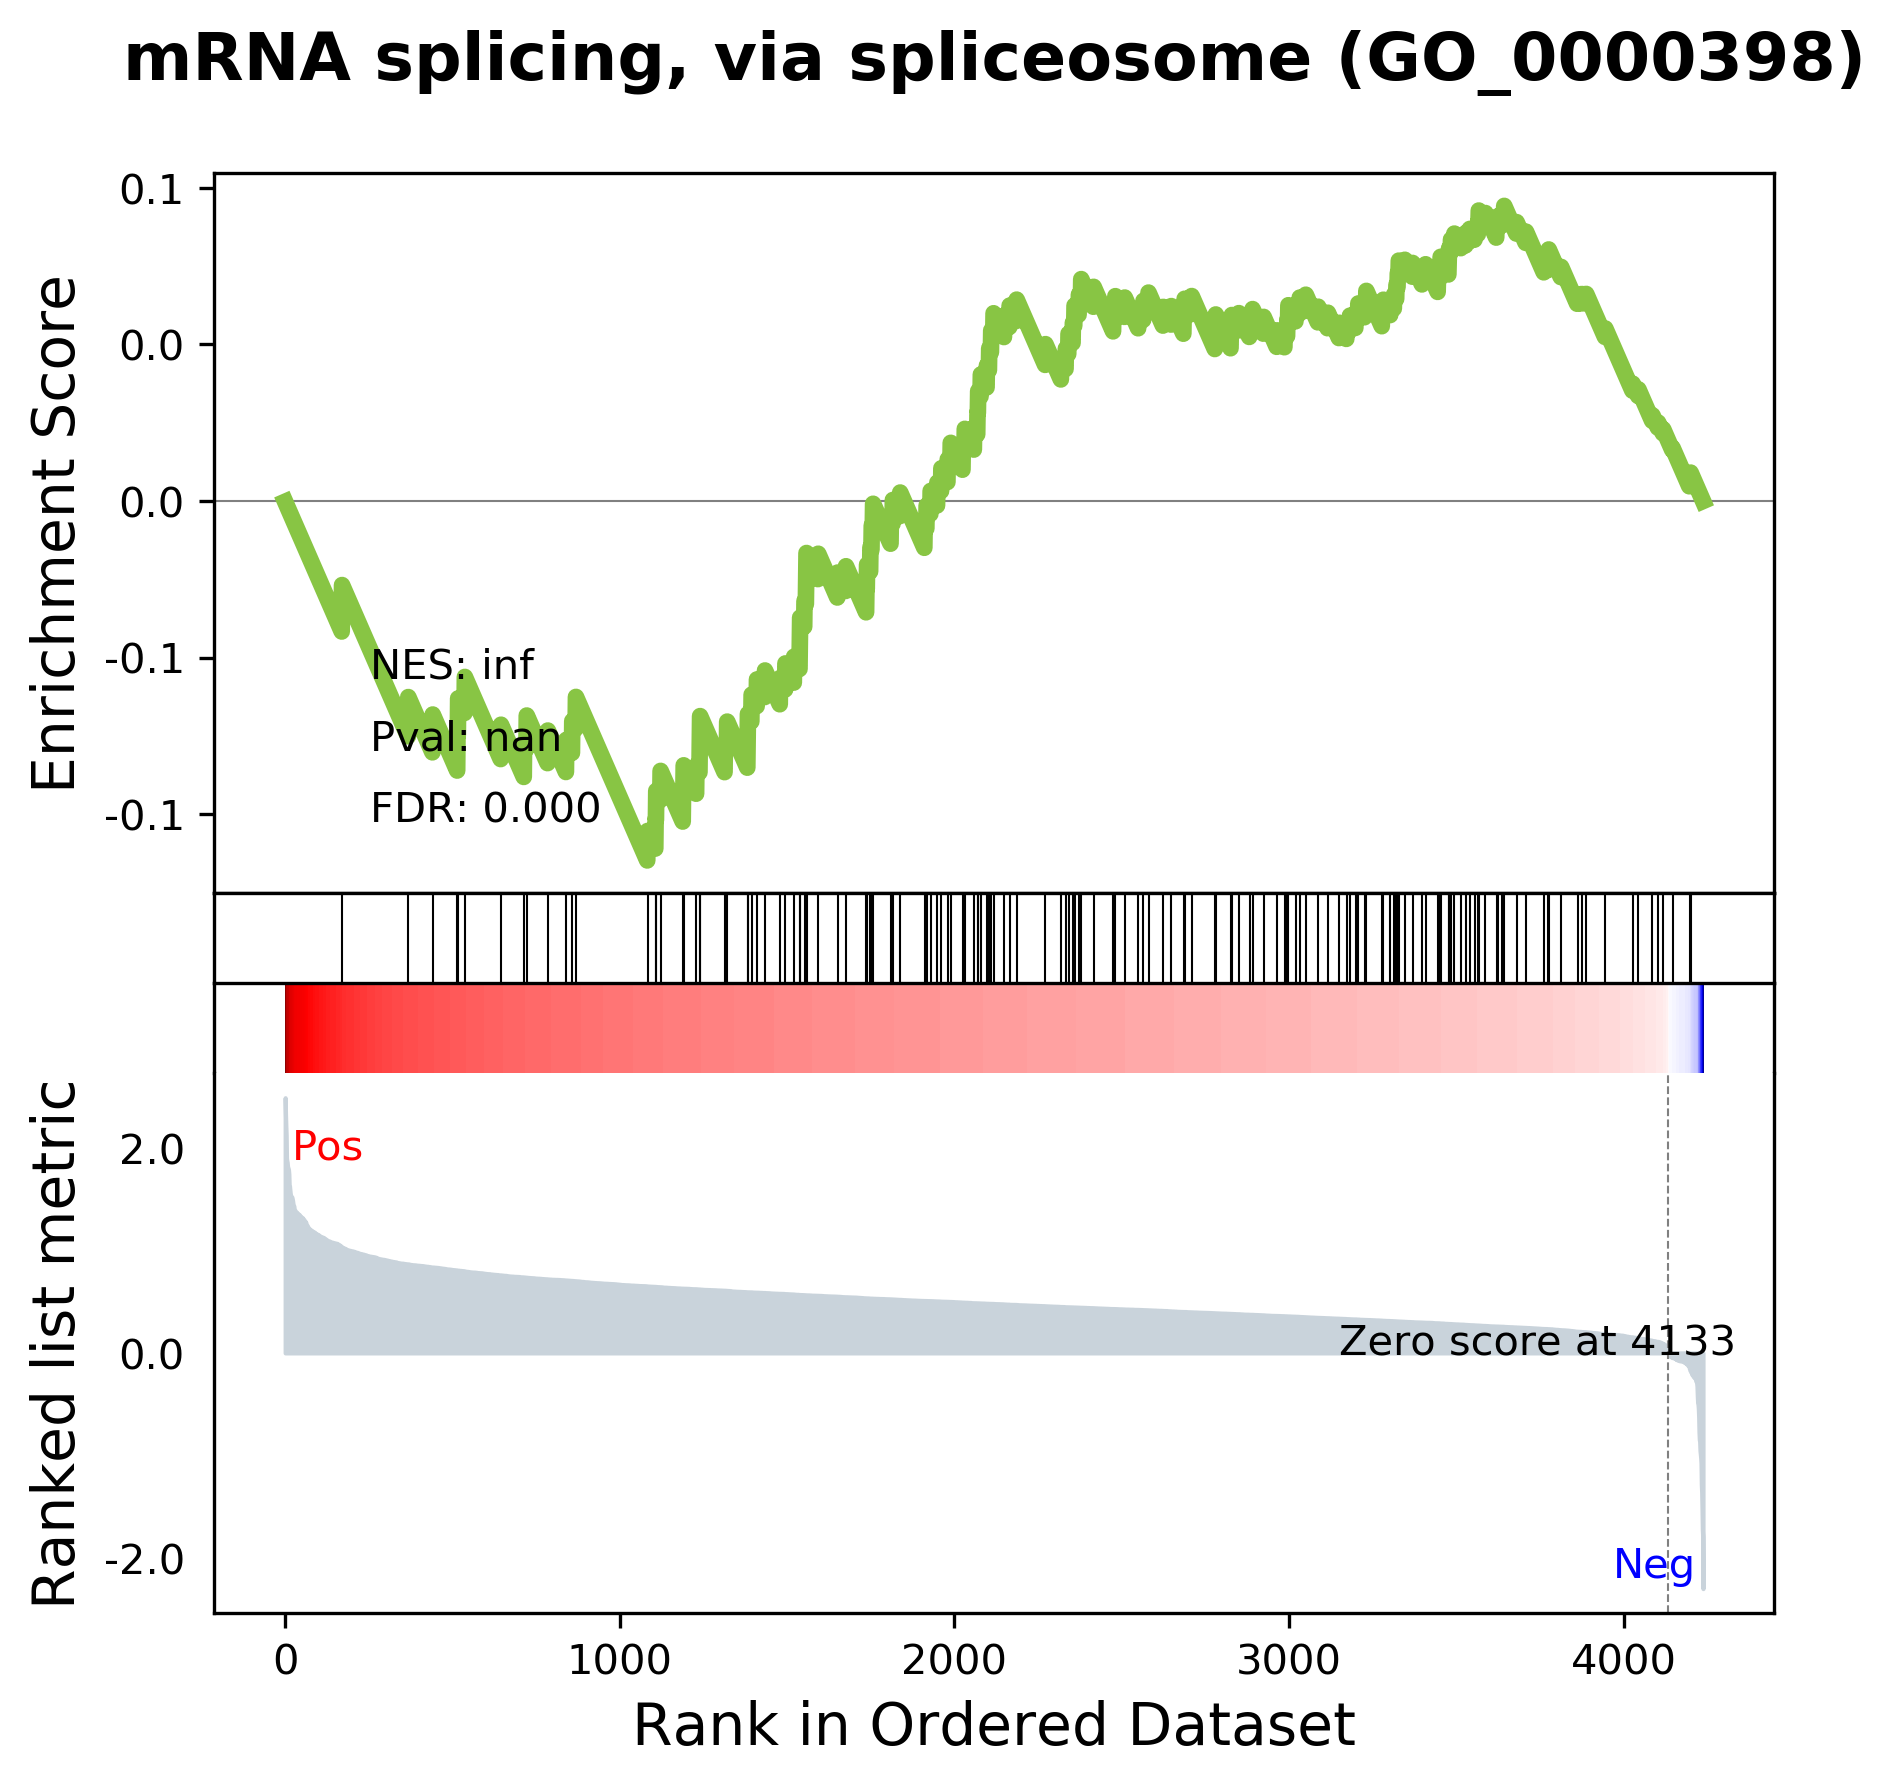 mRNA splicing, via spliceosome (GO_0000398)
Enrichment Score
0.1
0.0
0.0
-0.1
-0.1
NES: inf
Pval: nan
FDR: 0.000
Ranked list metric
2.0
0.0
-2.0
Pos
Zero score at 4133
Neg
0 1000 2000 3000 4000
Rank in Ordered Dataset